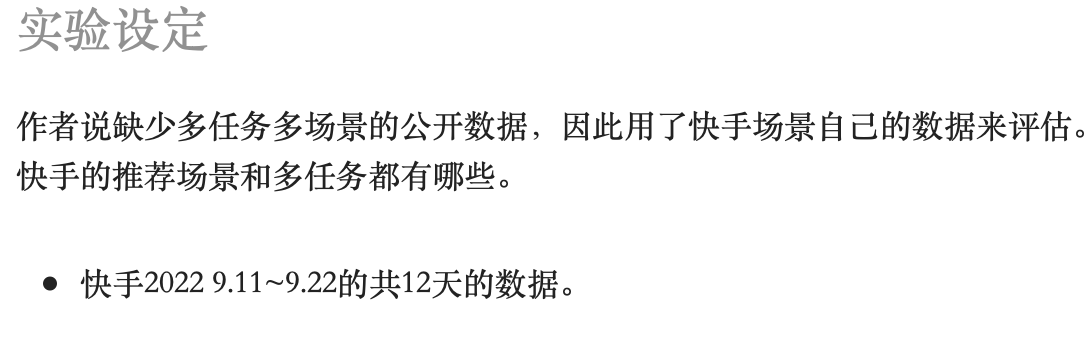 实验设定
作者说缺少多任务多场景的公开数据，因此用了快手场景自己的数据来评估。
快手的推荐场景和多任务都有哪些。
● 快手2022 9.11~9.22的共12天的数据。